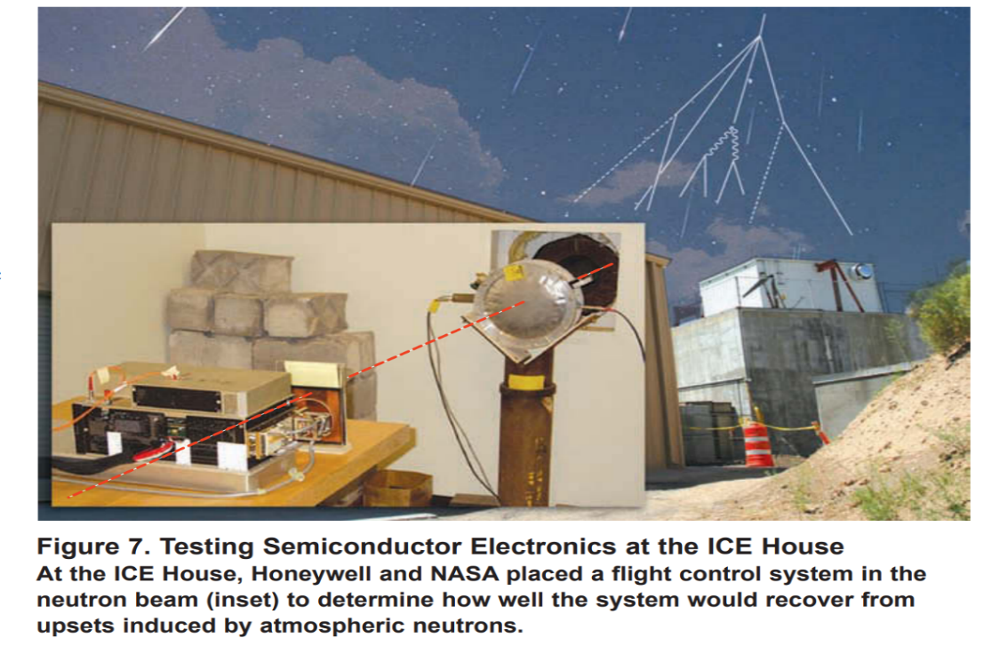 Figure 7. Testing Semiconductor Electronics at the ICE House
At the ICE House, Honeywell and NASA placed a flight control system in the
neutron beam (inset) to determine how well the system would recover from
upsets induced by atmospheric neutrons.